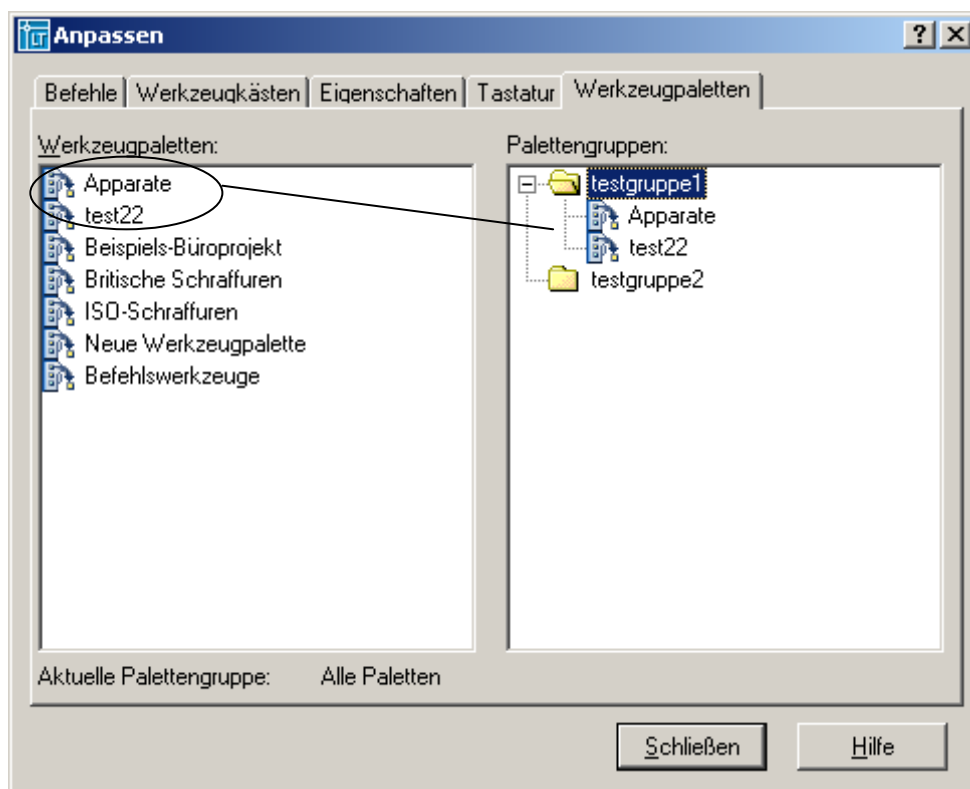 LT Anpassen
Befehle Werkzeugkästen Eigenschaften Tastatur Werkzeugpaletten
Werkzeugpaletten:
Apparate
test22
Beispiels-Büroprojekt
Britische Schraffuren
ISO-Schraffuren
Neue Werkzeugpalette
Befehlswerkzeuge
Palettengruppen:
testgruppe1
Apparate
test22
testgruppe2
Aktuelle Palettengruppe: Alle Paletten
Schließen Hilfe